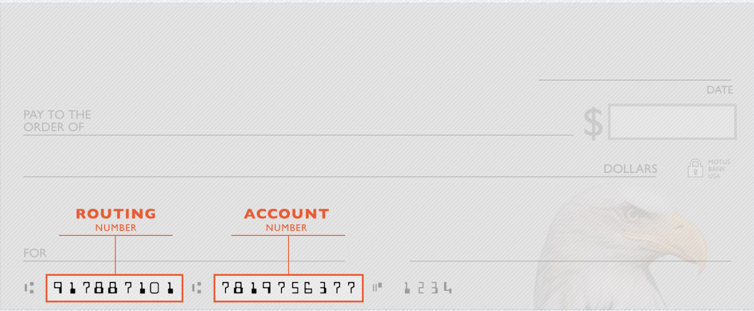 DATE
PAY TO THE
ORDER OF
$
DOLLARS
MOTUS
BANK
USA
ROUTING
NUMBER
ACCOUNT
NUMBER
FOR
⑆ 917887101 ⑆ 7819756377 ⑈ 1234